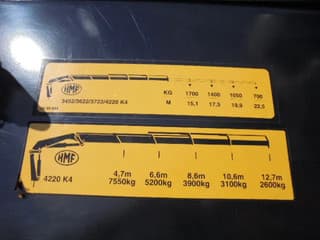 HMF
KG 1700 1400 1050 790
3402/3622/3722/4220 K4 M 15,1 17,3 19,9 22,5
HMF
4220 K4
4,7m 6,6m 8,6m 10,6m 12,7m
7550kg 5200kg 3900kg 3100kg 2600kg